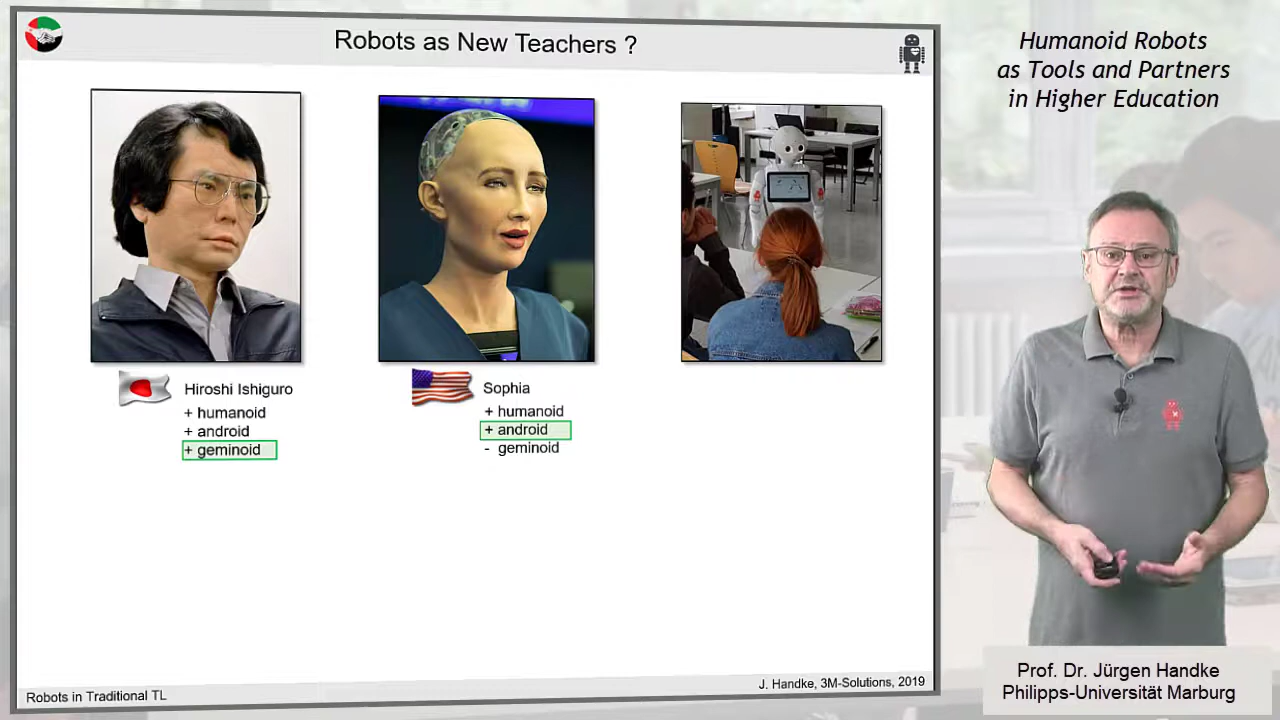 Robots as New Teachers ?
Humanoid Robots
as Tools and Partners
in Higher Education
Hiroshi Ishiguro
+ humanoid
+ android
+ geminoid
Sophia
+ humanoid
+ android
- geminoid
Robots in Traditional TL
J. Handke, 3M-Solutions, 2019
Prof. Dr. Jürgen Handke
Philipps-Universität Marburg